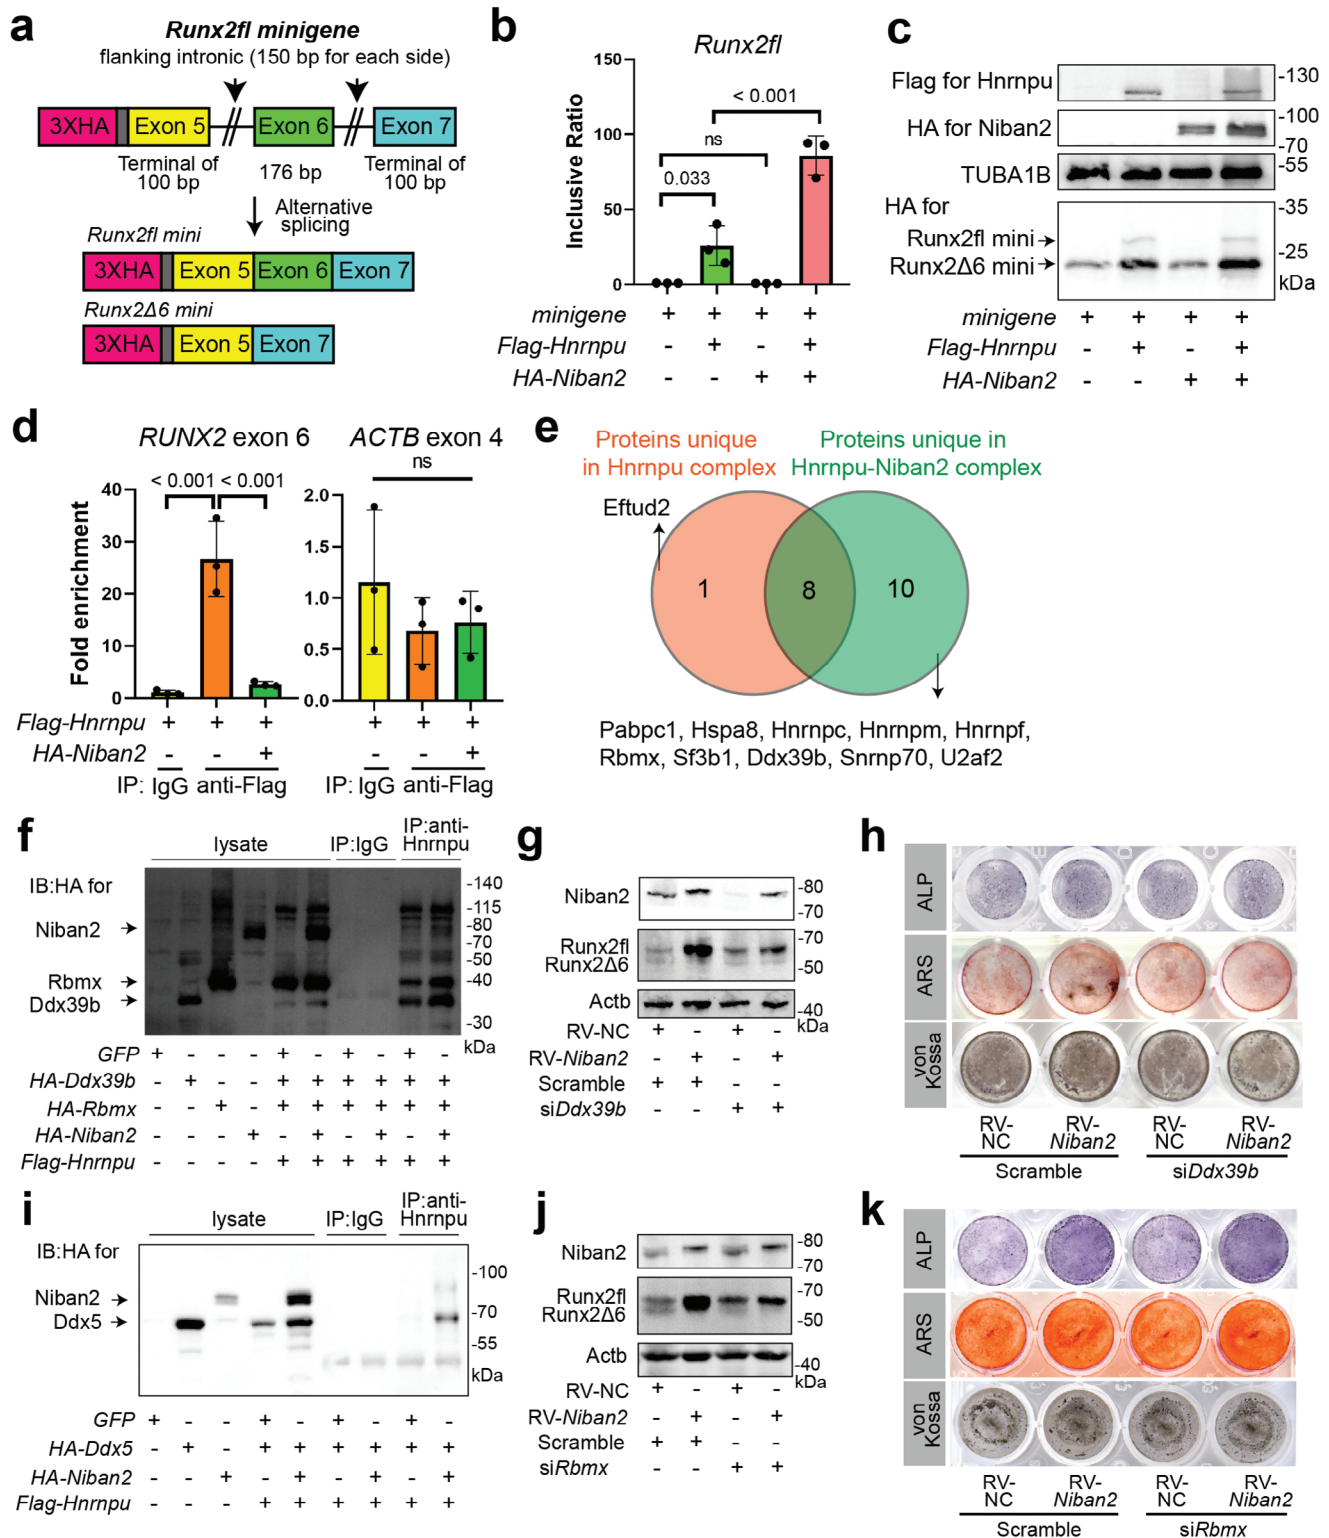 a
Runx2fl minigene
flanking intronic (150 bp for each side)
3XHA Exon 5 // Exon 6 // Exon 7
Terminal of 100 bp
176 bp
Terminal of 100 bp
Alternative splicing
Runx2fl mini
3XHA Exon 5 Exon 6 Exon 7
Runx2Δ6 mini
3XHA Exon 5 Exon 7
b
Runx2fl
Inclusive Ratio
150
100
50
0
< 0.001
ns
0.033
minigene + + + +
Flag-Hnrnpu - + - +
HA-Niban2 - - + +
c
Flag for Hnrnpu
-130
HA for Niban2
-100
-70
TUBA1B
-55
HA for
-35
Runx2fl mini
Runx2Δ6 mini
-25
kDa
minigene + + + +
Flag-Hnrnpu - + - +
HA-Niban2 - - + +
d
RUNX2 exon 6
ACTB exon 4
< 0.001 < 0.001
ns
Fold enrichment
40
30
20
10
0
2.0
1.5
1.0
0.5
0.0
Flag-Hnrnpu + + + + + +
HA-Niban2 - - + - - +
IP: IgG anti-Flag IP: IgG anti-Flag
e
Proteins unique in Hnrnpu complex
Proteins unique in Hnrnpu-Niban2 complex
Eftud2
1 8 10
Pabpc1, Hspa8, Hnrnpc, Hnrnpm, Hnrnpf,
Rbmx, Sf3b1, Ddx39b, Snrnp70, U2af2
f
lysate IP:IgG IP:anti-Hnrnpu
IB:HA for
Niban2
Rbmx
Ddx39b
-140
-115
-80
-70
-50
-40
-30
kDa
GFP + - - - + - + - + -
HA-Ddx39b - + - - + + + + + +
HA-Rbmx - - + - + + + + + +
HA-Niban2 - - - + - + - + - +
Flag-Hnrnpu - - - - + + + + + +
g
Niban2
-80
-70
Runx2fl
Runx2Δ6
-70
-50
Actb
-40
kDa
RV-NC + - + -
RV-Niban2 - + - +
Scramble + + - -
siDdx39b - - + +
h
ALP
ARS
von Kossa
RV-NC RV-Niban2 RV-NC RV-Niban2
Scramble siDdx39b
i
lysate IP:IgG IP:anti-Hnrnpu
IB:HA for
Niban2
Ddx5
-100
-70
-55
kDa
GFP + - - + - + - + -
HA-Ddx5 - + - + + + + + +
HA-Niban2 - - + - + - + - +
Flag-Hnrnpu - - - + + + + + +
j
Niban2
-80
-70
Runx2fl
Runx2Δ6
-70
-50
Actb
-40
kDa
RV-NC + - + -
RV-Niban2 - + - +
Scramble + + - -
siRbmx - - + +
k
ALP
ARS
von Kossa
RV-NC RV-Niban2 RV-NC RV-Niban2
Scramble siRbmx